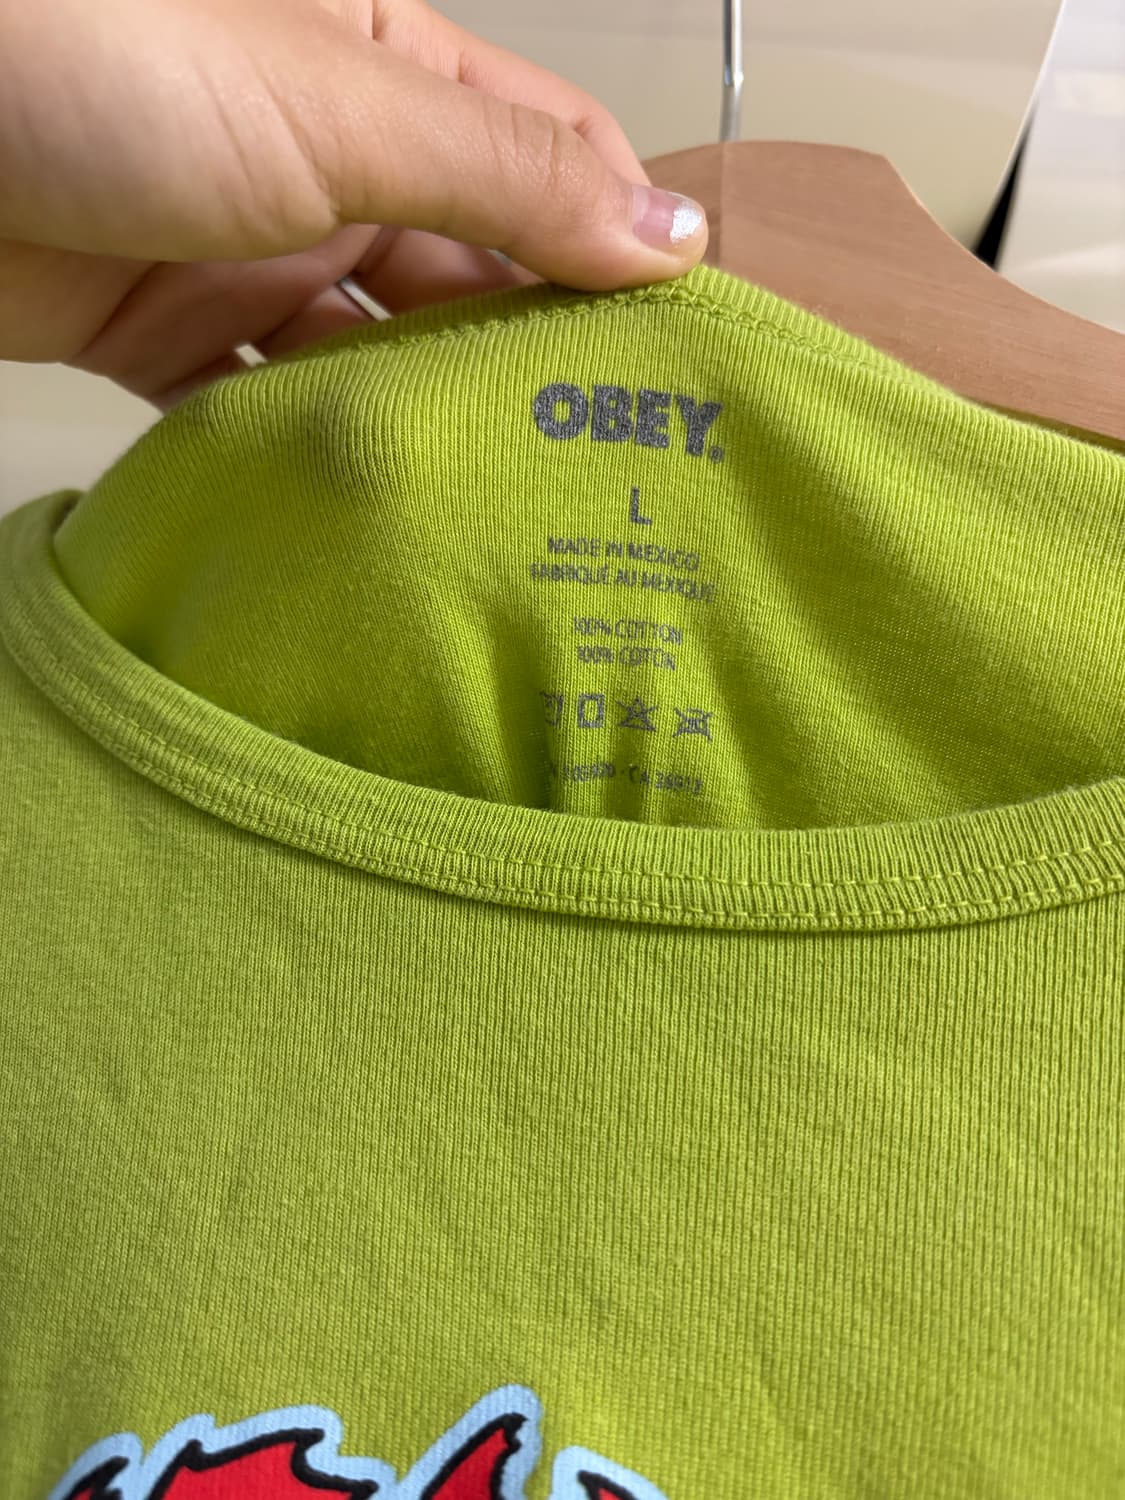 OBEY.
L
MADE IN MEXICO
FABRIQUÉ AU MEXIQUE
100% COTTON
100% COTON